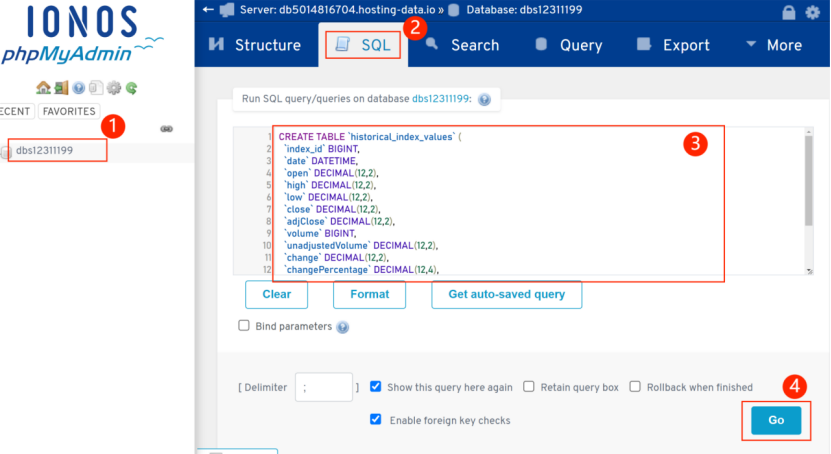 IONOS
phpMyAdmin
ECENT FAVORITES
1
dbs12311199
Server: db5014816704.hosting-data.io » Database: dbs12311199
2
Structure SQL Search Query Export More
Run SQL query/queries on database dbs12311199:
3
1 CREATE TABLE `historical_index_values` (
2 `index_id` BIGINT,
3 `date` DATETIME,
4 `open` DECIMAL(12,2),
5 `high` DECIMAL(12,2),
6 `low` DECIMAL(12,2),
7 `close` DECIMAL(12,2),
8 `adjClose` DECIMAL(12,2),
9 `volume` BIGINT,
10 `unadjustedVolume` DECIMAL(12,2),
11 `change` DECIMAL(12,2),
12 `changePercentage` DECIMAL(12,4),
Clear Format Get auto-saved query
Bind parameters
[ Delimiter ; ] Show this query here again Retain query box Rollback when finished
4
Enable foreign key checks
Go